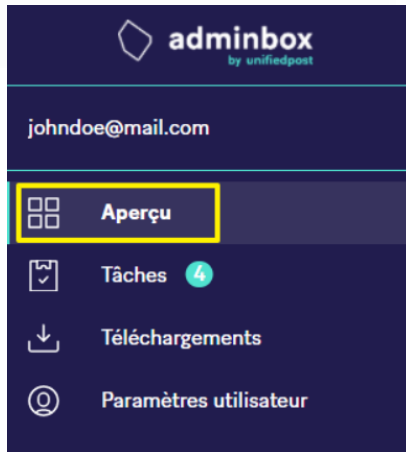 adminbox
by unifiedpost
johndoe@mail.com
Aperçu
Tâches 4
Téléchargements
Paramètres utilisateur